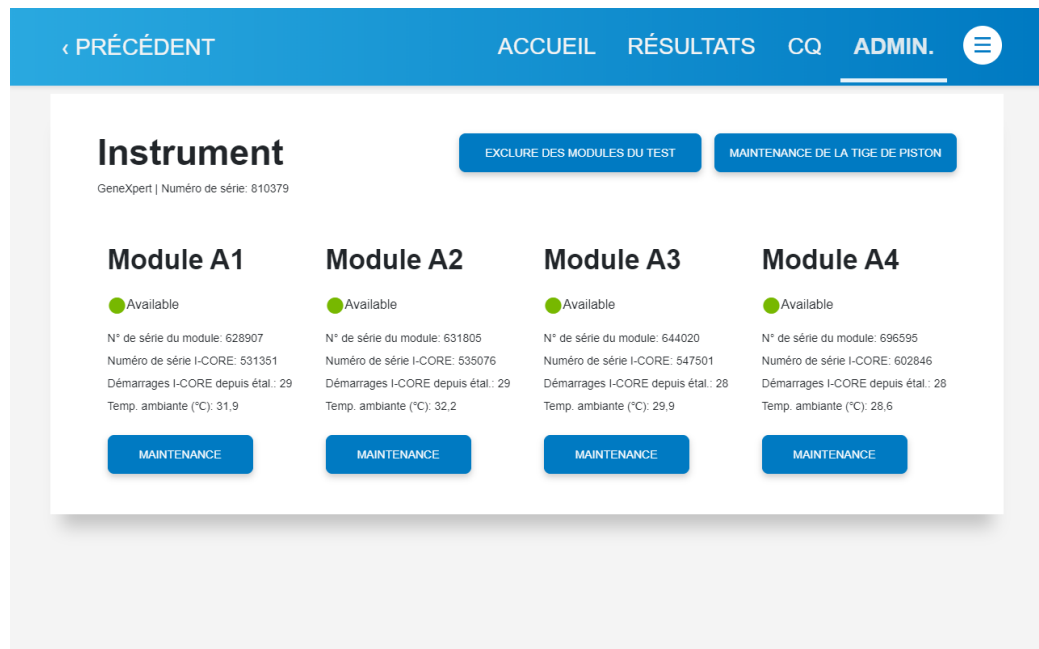 ‹ PRÉCÉDENT
ACCUEIL RÉSULTATS CQ ADMIN.
Instrument
EXCLURE DES MODULES DU TEST
MAINTENANCE DE LA TIGE DE PISTON
GeneXpert | Numéro de série: 810379
Module A1
Available
N° de série du module: 628907
Numéro de série I-CORE: 531351
Démarrages I-CORE depuis étal.: 29
Temp. ambiante (°C): 31,9
MAINTENANCE
Module A2
Available
N° de série du module: 631805
Numéro de série I-CORE: 535076
Démarrages I-CORE depuis étal.: 29
Temp. ambiante (°C): 32,2
MAINTENANCE
Module A3
Available
N° de série du module: 644020
Numéro de série I-CORE: 547501
Démarrages I-CORE depuis étal.: 28
Temp. ambiante (°C): 29,9
MAINTENANCE
Module A4
Available
N° de série du module: 696595
Numéro de série I-CORE: 602846
Démarrages I-CORE depuis étal.: 28
Temp. ambiante (°C): 28,6
MAINTENANCE